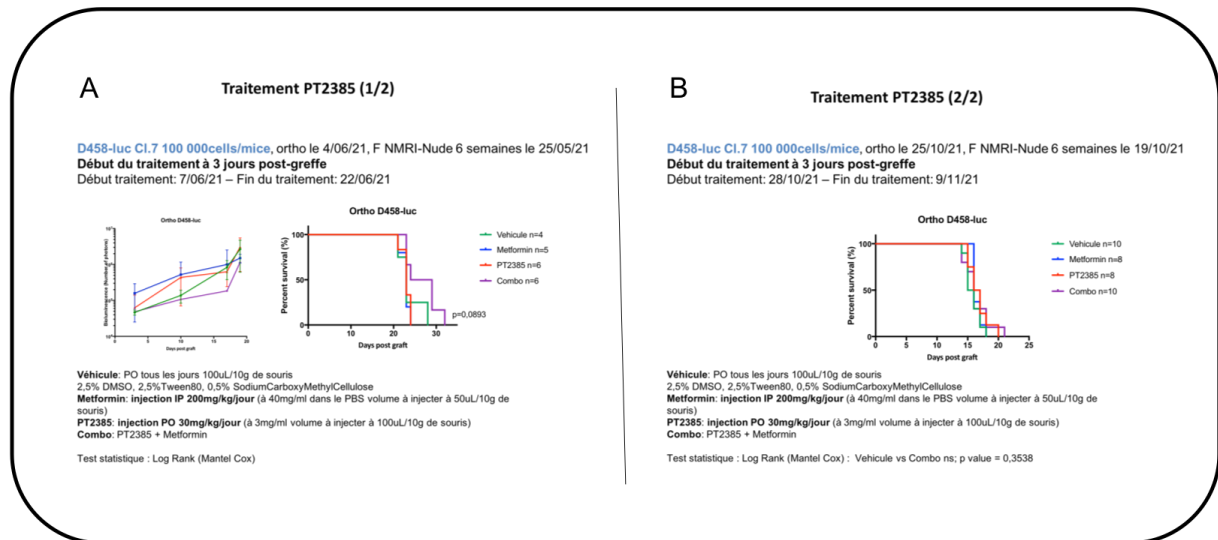 A
Traitement PT2385 (1/2)
D458-luc Cl.7 100 000cells/mice, ortho le 4/06/21, F NMRI-Nude 6 semaines le 25/05/21
Début du traitement à 3 jours post-greffe
Début traitement: 7/06/21 – Fin du traitement: 22/06/21
Ortho D458-luc
Bioluminescence (Number of photons)
0 5 10 15 20
Days post graft
Ortho D458-luc
Percent survival (%)
100
50
0
0 10 20 30
Days post graft
Vehicule n=4
Metformin n=5
PT2385 n=6
Combo n=6
p=0,0893
Véhicule: PO tous les jours 100uL/10g de souris
2,5% DMSO, 2,5%Tween80, 0,5% SodiumCarboxyMethylCellulose
Metformin: injection IP 200mg/kg/jour (à 40mg/ml dans le PBS volume à injecter à 50uL/10g de
souris)
PT2385: injection PO 30mg/kg/jour (à 3mg/ml volume à injecter à 100uL/10g de souris)
Combo: PT2385 + Metformin
Test statistique : Log Rank (Mantel Cox)
B
Traitement PT2385 (2/2)
D458-luc Cl.7 100 000cells/mice, ortho le 25/10/21, F NMRI-Nude 6 semaines le 19/10/21
Début du traitement à 3 jours post-greffe
Début traitement: 28/10/21 – Fin du traitement: 9/11/21
Ortho D458-luc
Percent survival (%)
100
50
0
0 5 10 15 20 25
Days post graft
Vehicule n=10
Metformin n=8
PT2385 n=8
Combo n=10
Véhicule: PO tous les jours 100uL/10g de souris
2,5% DMSO, 2,5%Tween80, 0,5% SodiumCarboxyMethylCellulose
Metformin: injection IP 200mg/kg/jour (à 40mg/ml dans le PBS volume à injecter à 50uL/10g de
souris)
PT2385: injection PO 30mg/kg/jour (à 3mg/ml volume à injecter à 100uL/10g de souris)
Combo: PT2385 + Metformin
Test statistique : Log Rank (Mantel Cox) : Vehicule vs Combo ns; p value = 0,3538